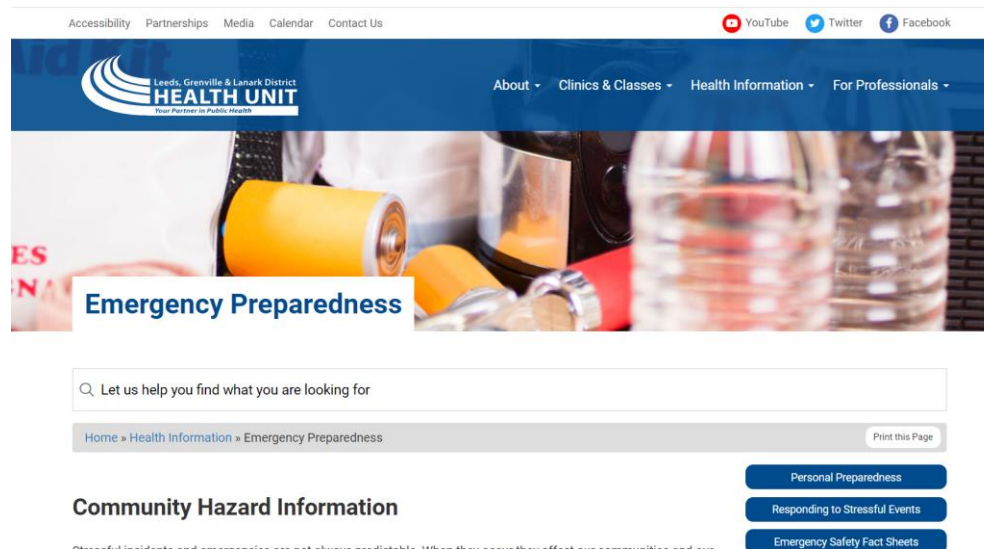 Accessibility Partnerships Media Calendar Contact Us YouTube Twitter Facebook
Aid Kit
Leeds, Grenville & Lanark District
HEALTH UNIT
Your Partner in Public Health
About Clinics & Classes Health Information For Professionals
ES
Emergency Preparedness
Let us help you find what you are looking for
Home » Health Information » Emergency Preparedness Print this Page
Personal Preparedness
Community Hazard Information
Responding to Stressful Events
Emergency Safety Fact Sheets